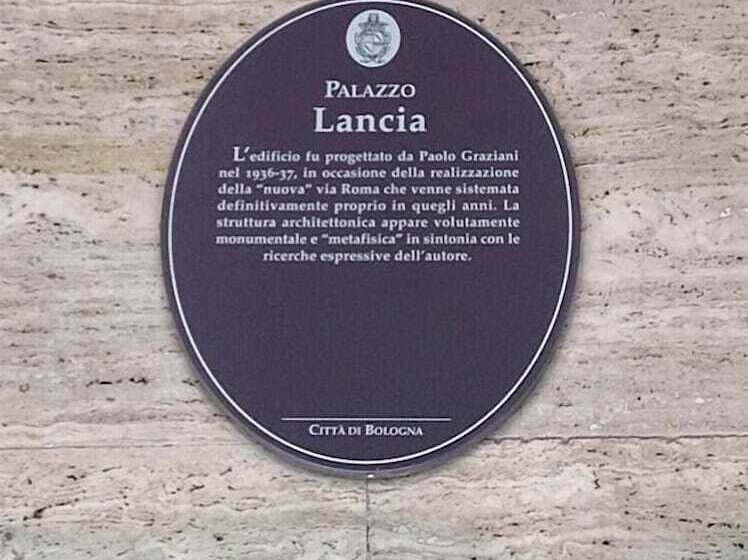 PALAZZO
Lancia
L'edificio fu progettato da Paolo Graziani
nel 1936-37, in occasione della realizzazione
della “nuova” via Roma che venne sistemata
definitivamente proprio in quegli anni. La
struttura architettonica appare volutamente
monumentale e “metafisica” in sintonia con le
ricerche espressive dell'autore.
CITTÀ DI BOLOGNA